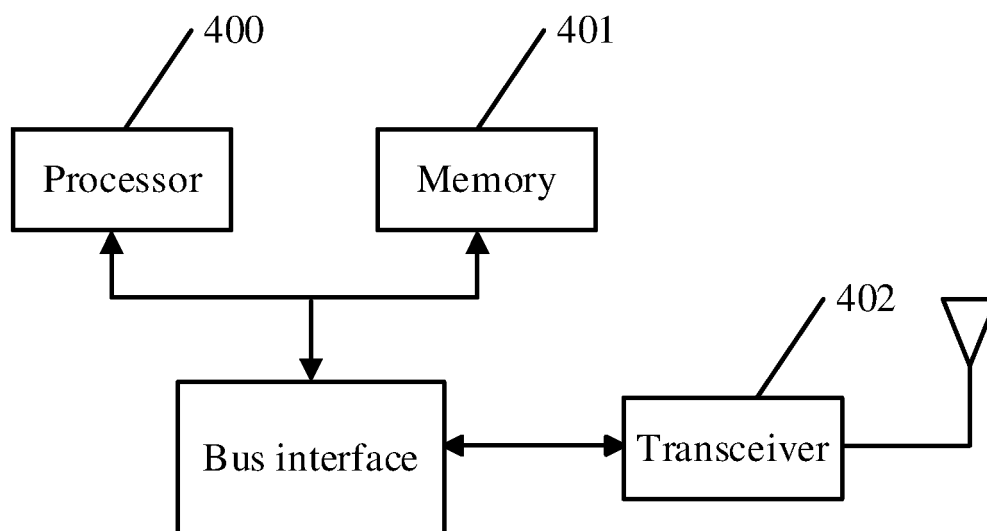 400
401
Processor
Memory
402
Bus interface
Transceiver